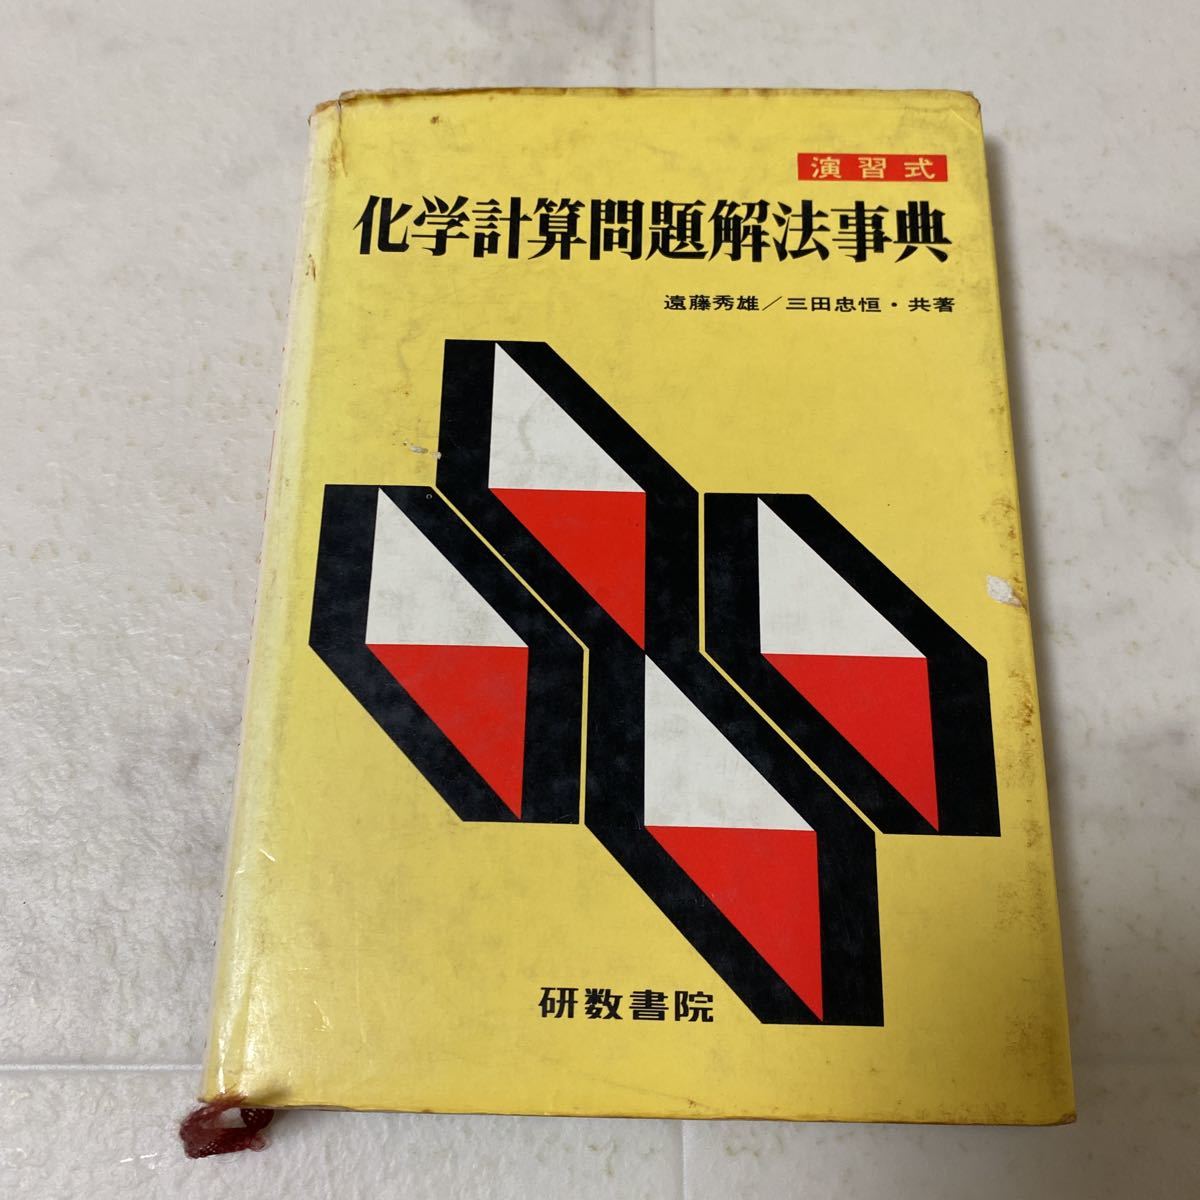 演習式
化学計算問題解法事典
遠藤秀雄／三田忠恒・共著
研数書院